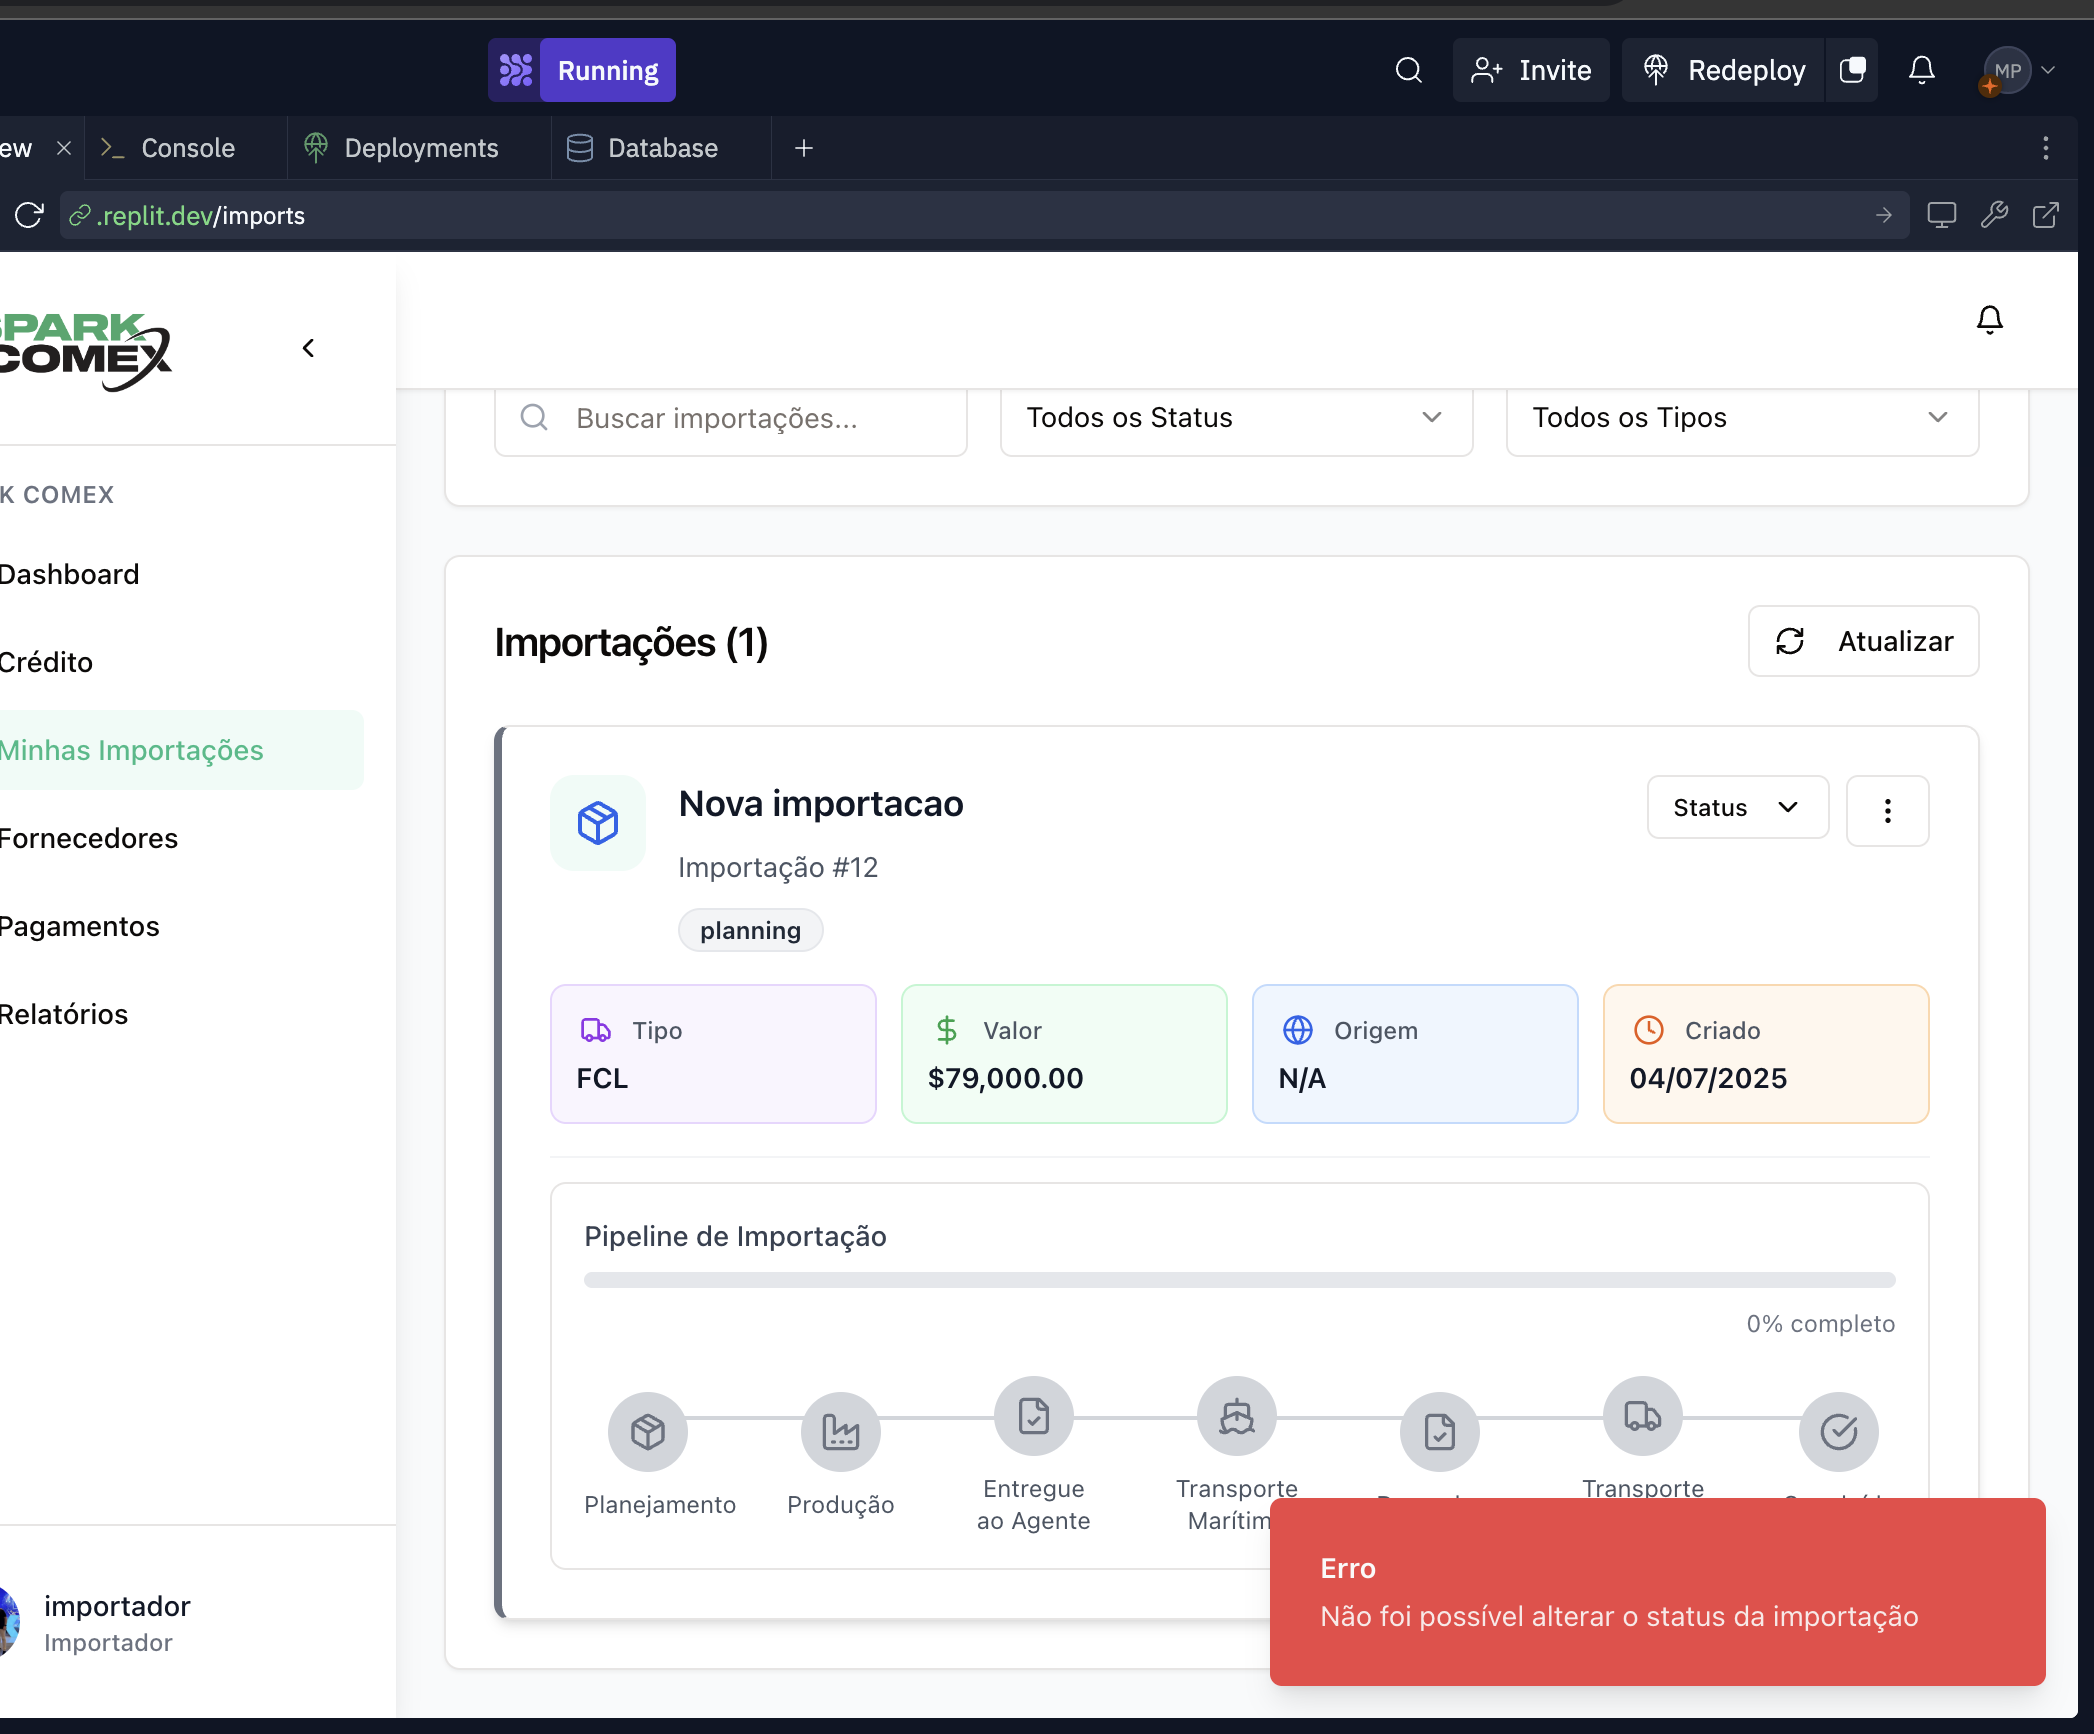 Running
Invite
Redeploy
MP
ew
Console
Deployments
Database
.replit.dev/imports
SPARK
COMEX
K COMEX
Dashboard
Crédito
Minhas Importações
Fornecedores
Pagamentos
Relatórios
importador
Importador
Buscar importações...
Todos os Status
Todos os Tipos
Importações (1)
Atualizar
Nova importacao
Importação #12
planning
Status
Tipo
FCL
Valor
$79,000.00
Origem
N/A
Criado
04/07/2025
Pipeline de Importação
0% completo
Planejamento
Produção
Entregue
ao Agente
Transporte
Marítim
Transporte
Erro
Não foi possível alterar o status da importação